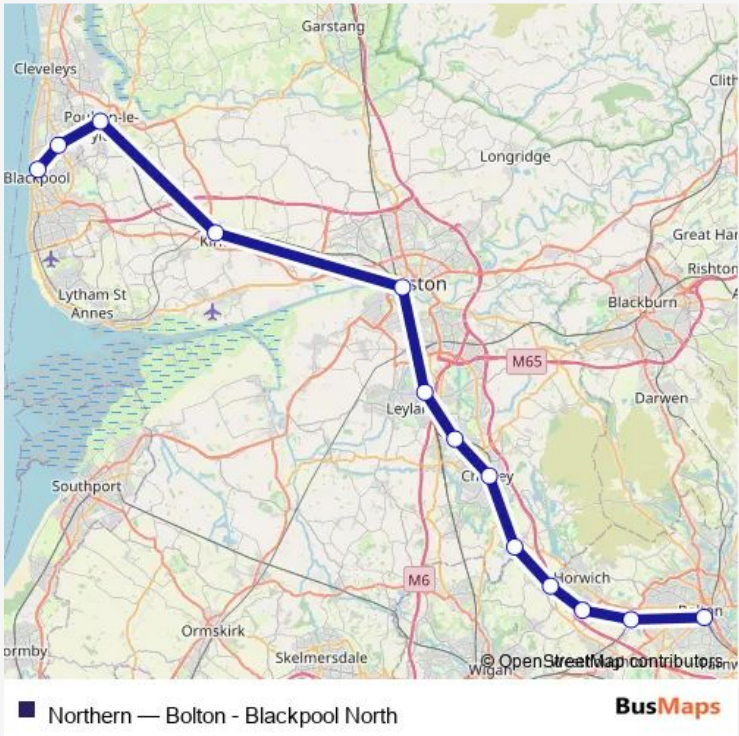 Garstang
Cleveleys
Clith
Longridge
Blackpool
Great Har
Rishton
Lytham St
Annes
Blackburn
M65
Darwen
Southport
M6
Horwich
Ormskirk
Skelmersdale
Wigan
© OpenStreetMap contributors
Northern — Bolton - Blackpool North
BusMaps